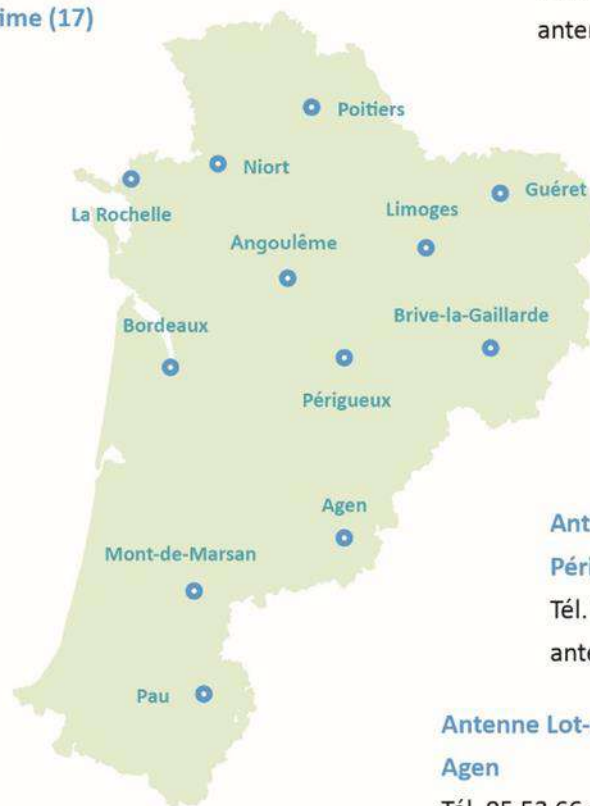 ime (17)
anter
Poitiers
Niort
Guéret
La Rochelle
Limoges
Angoulême
Bordeaux
Brive-la-Gaillarde
Périgueux
Agen
Mont-de-Marsan
Pau
Ant
Péri
Tél.
ante
Antenne Lot-
Agen